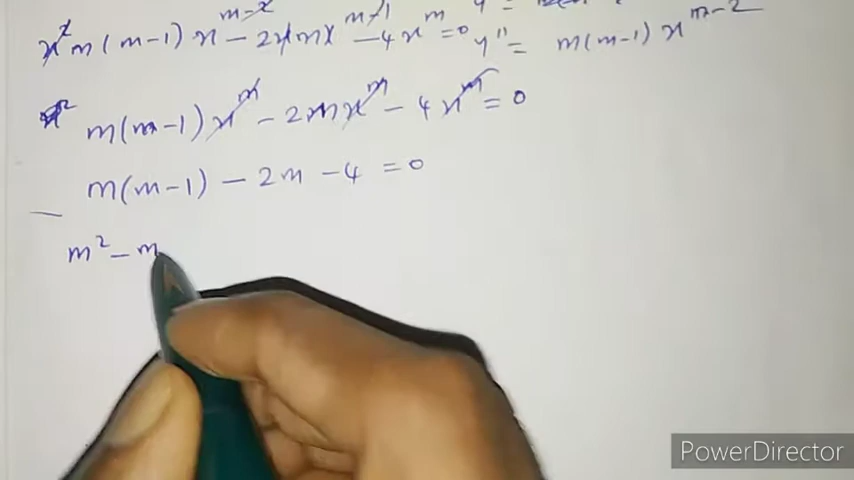 x²m(m-1)x^{m-2} - 2xmx^{m-1} - 4x^m = 0 y'' = m(m-1)x^{m-2}
m(m-1)x^m - 2mx^m - 4x^m = 0
m(m-1) - 2m - 4 = 0
m² - m
PowerDirector